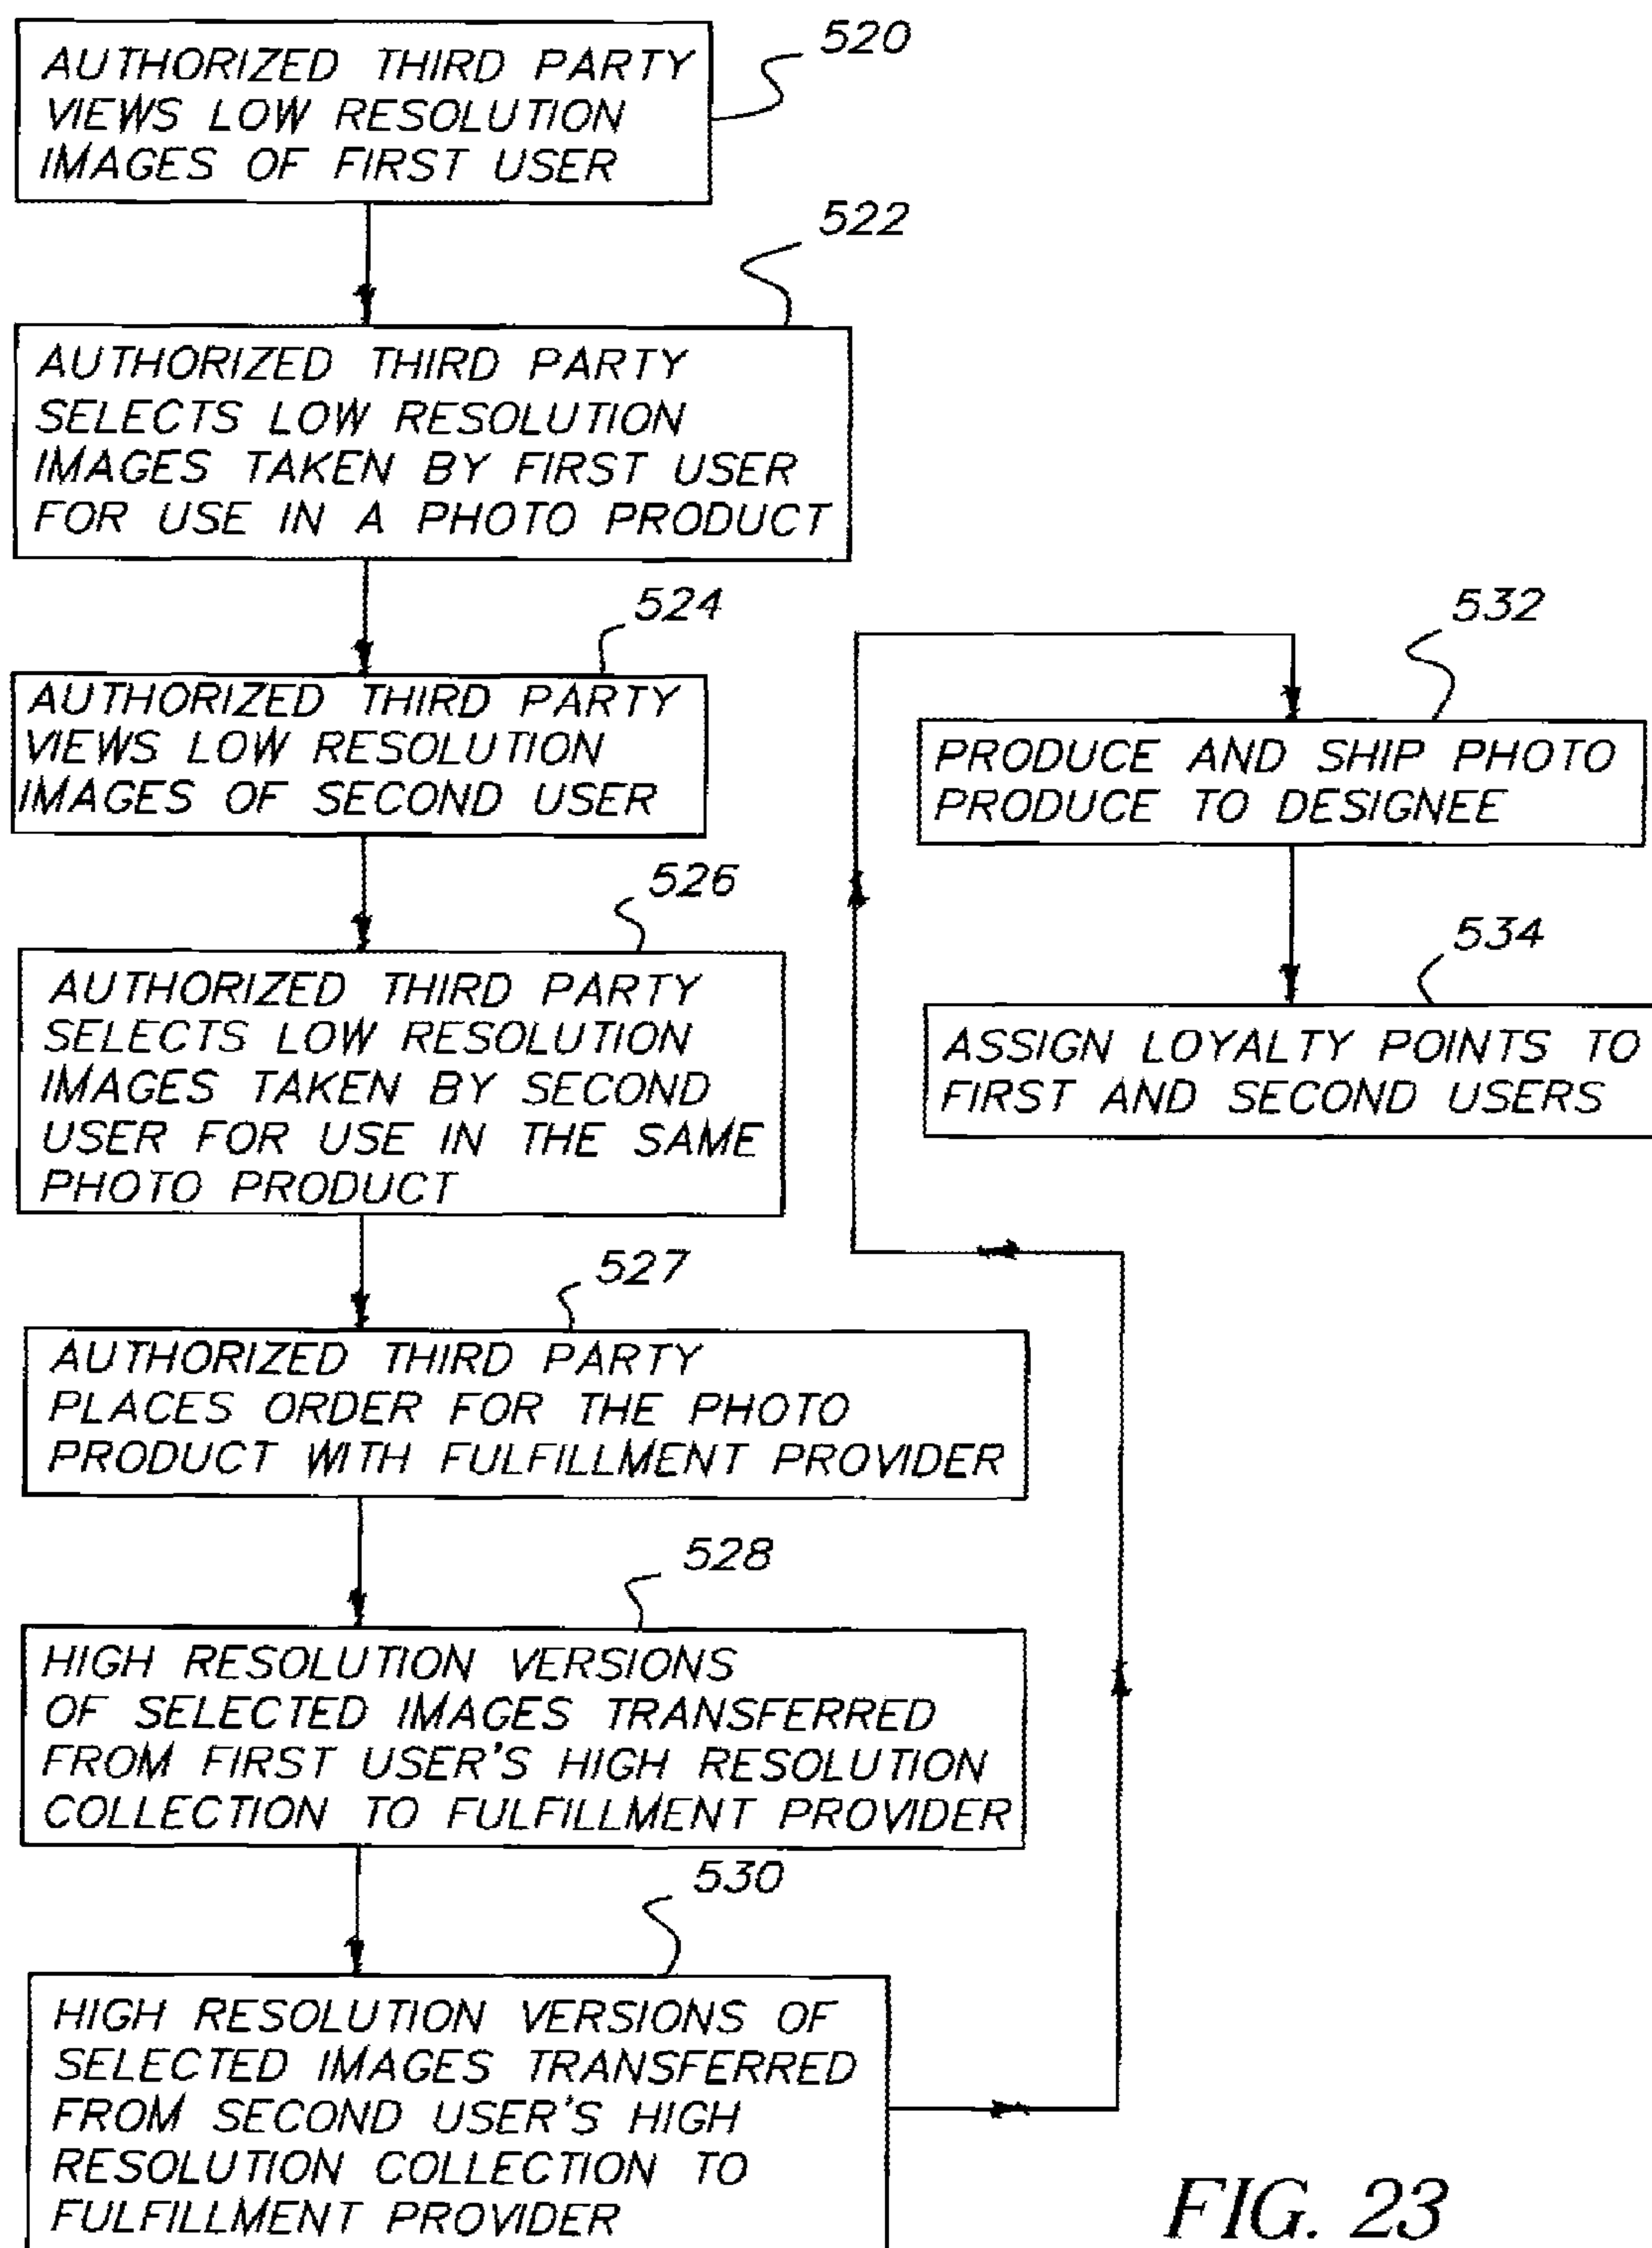 520
AUTHORIZED THIRD PARTY
VIEWS LOW RESOLUTION
IMAGES OF FIRST USER
522
AUTHORIZED THIRD PARTY
SELECTS LOW RESOLUTION
IMAGES TAKEN BY FIRST USER
FOR USE IN A PHOTO PRODUCT
524
AUTHORIZED THIRD PARTY
VIEWS LOW RESOLUTION
IMAGES OF SECOND USER
526
AUTHORIZED THIRD PARTY
SELECTS LOW RESOLUTION
IMAGES TAKEN BY SECOND
USER FOR USE IN THE SAME
PHOTO PRODUCT
527
AUTHORIZED THIRD PARTY
PLACES ORDER FOR THE PHOTO
PRODUCT WITH FULFILLMENT PROVIDER
528
HIGH RESOLUTION VERSIONS
OF SELECTED IMAGES TRANSFERRED
FROM FIRST USER'S HIGH RESOLUTION
COLLECTION TO FULFILLMENT PROVIDER
530
HIGH RESOLUTION VERSIONS OF
SELECTED IMAGES TRANSFERRED
FROM SECOND USER'S HIGH
RESOLUTION COLLECTION TO
FULFILLMENT PROVIDER
532
PRODUCE AND SHIP PHOTO
PRODUCE TO DESIGNEE
534
ASSIGN LOYALTY POINTS TO
FIRST AND SECOND USERS
FIG. 23